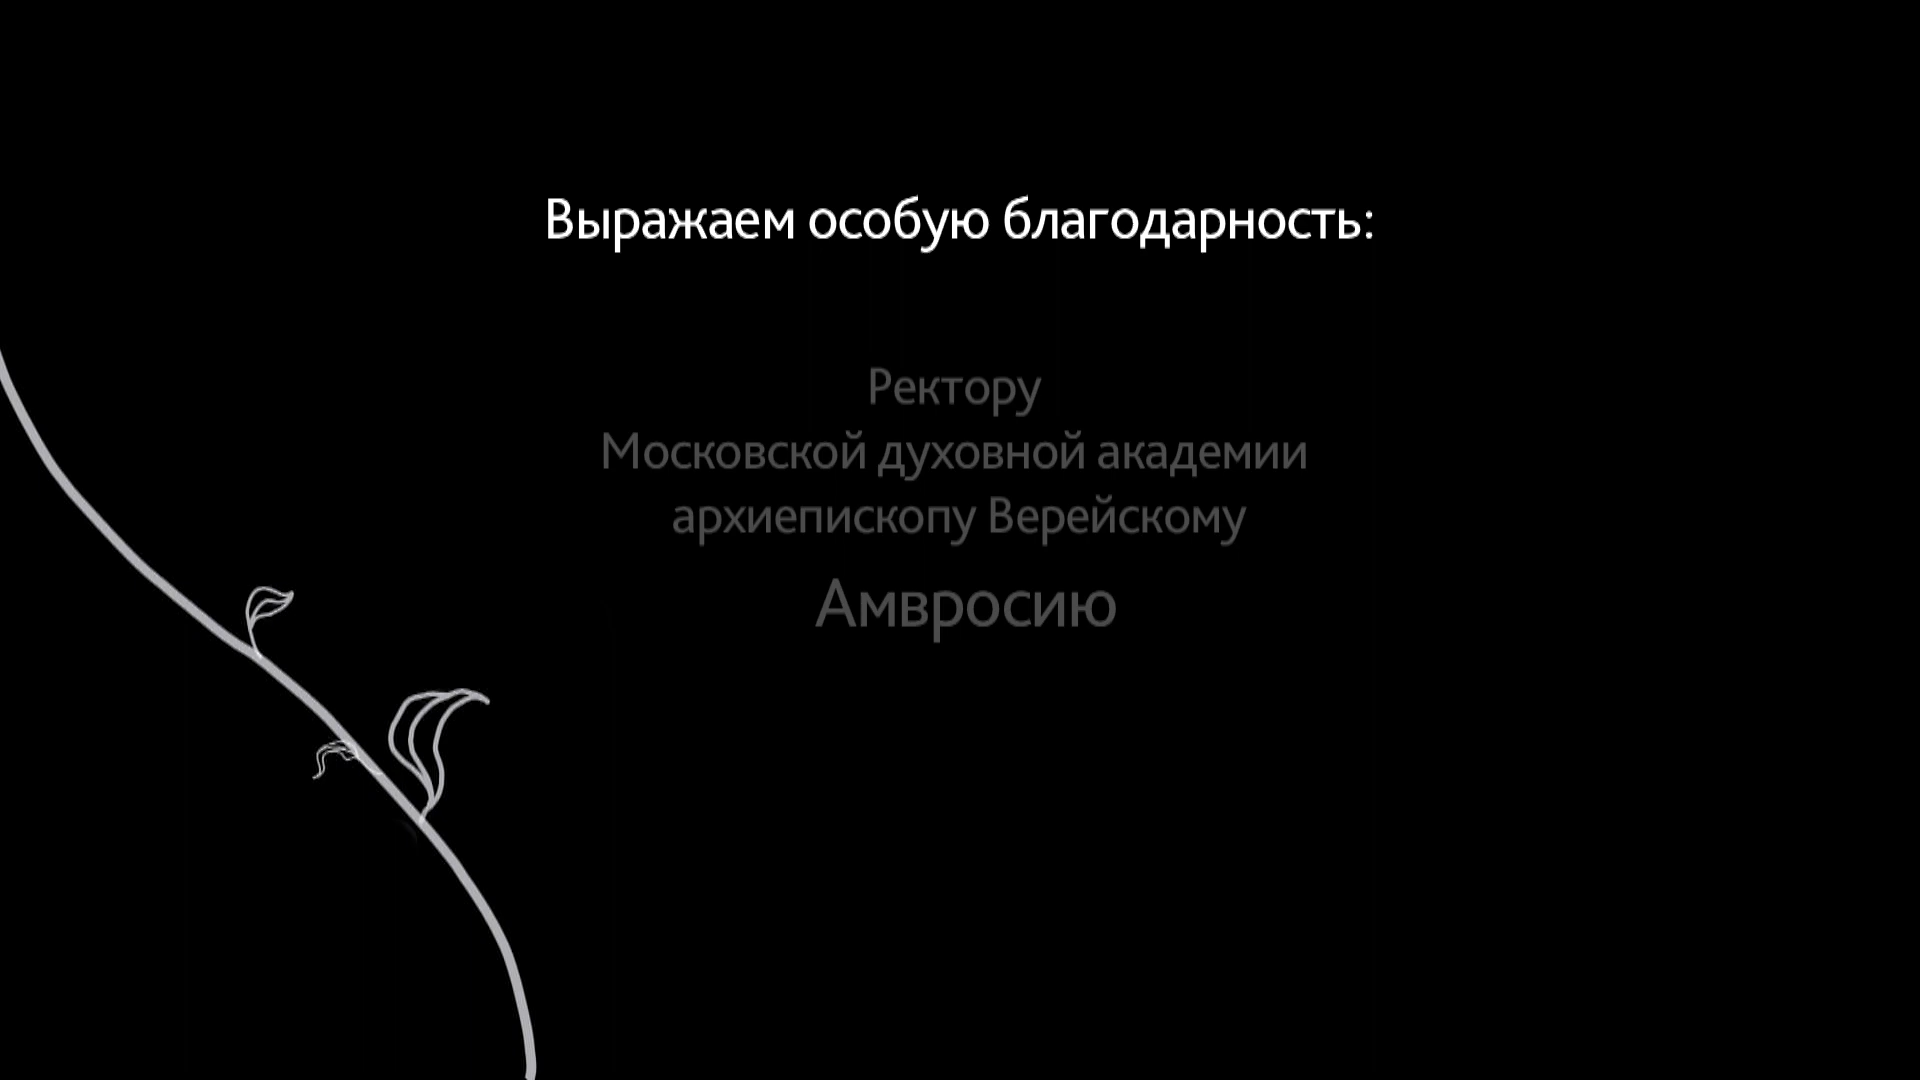 Выражаем особую благодарность:
Ректору
Московской духовной академии
архиепископу Верейскому
Амвросию